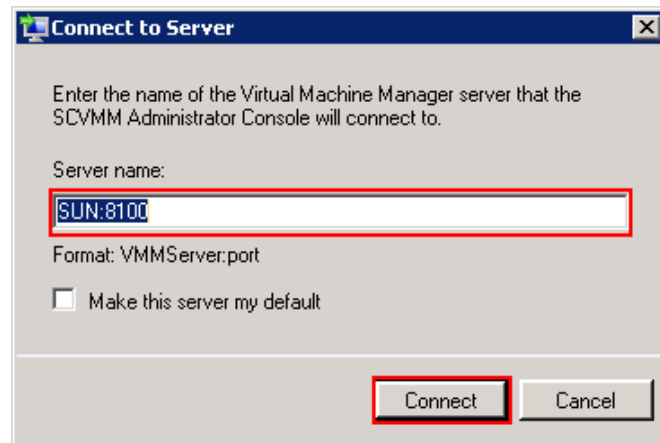 Connect to Server
Enter the name of the Virtual Machine Manager server that the
SCVMM Administrator Console will connect to.
Server name:
SUN:8100
Format: VMMServer:port
Make this server my default
Connect
Cancel